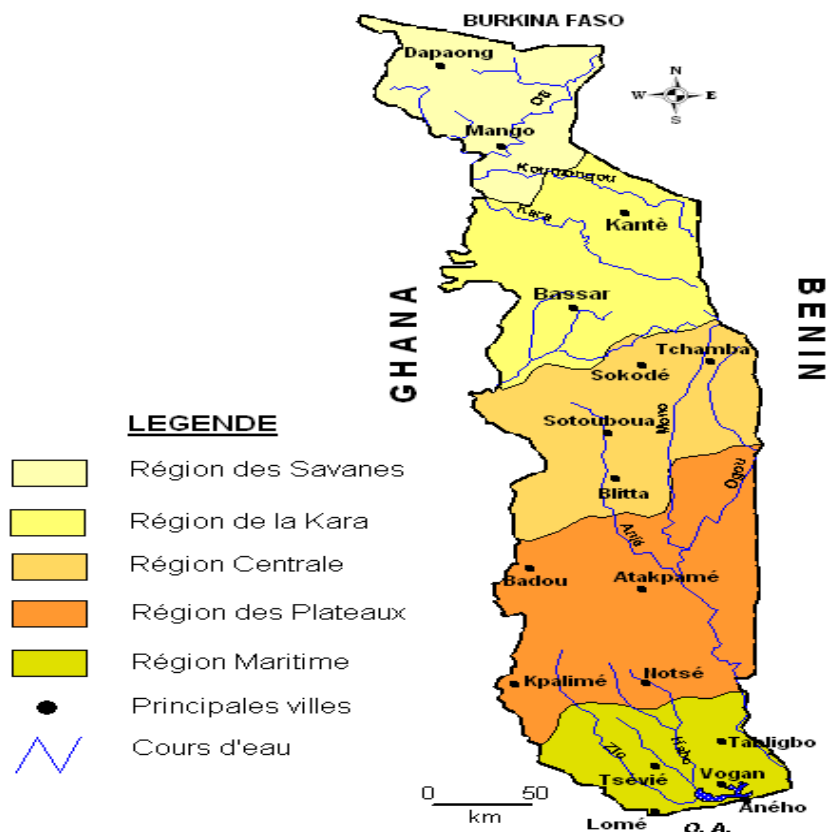 BURKINA FASO
Dapaong
N
W E
S
Oti
Mango
Koumongou
Kara
Kantè
GHANA
BENIN
Bassar
Tchamba
Sokodé
Sotouboua
Mono
Ogou
Blitta
Anié
Badou
Atakpamé
Kpalimé
Notsé
Zio
Habo
Tabligbo
Tsévié
Vogan
Aného
Lomé
O. A.
LEGENDE
Région des Savanes
Région de la Kara
Région Centrale
Région des Plateaux
Région Maritime
Principales villes
Cours d'eau
0 50
km